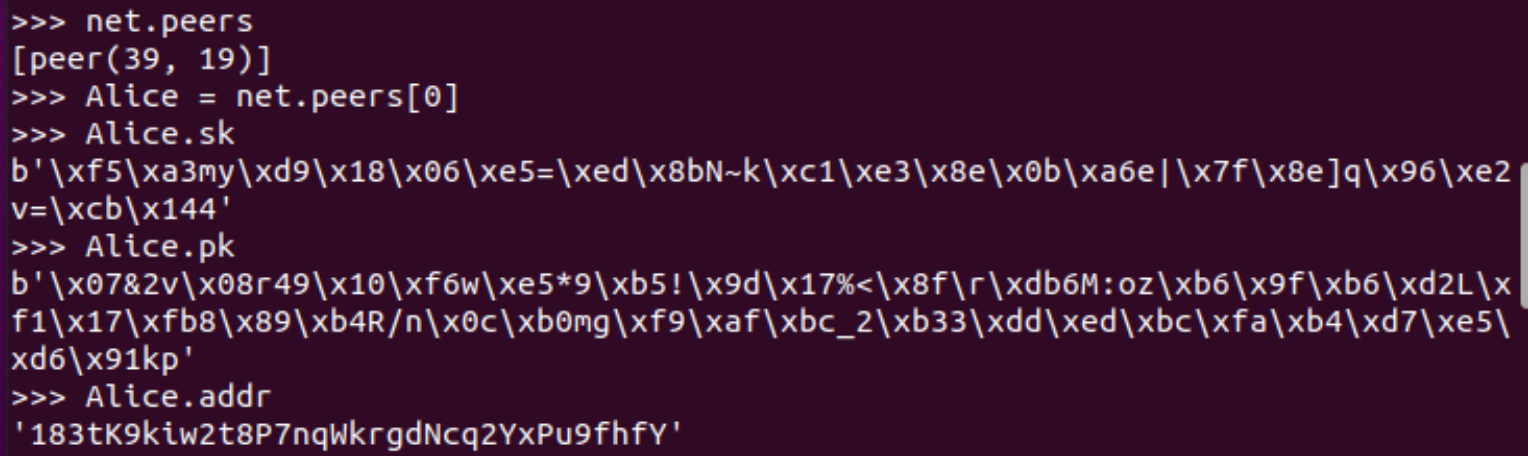 >>> net.peers
[peer(39, 19)]
>>> Alice = net.peers[0]
>>> Alice.sk
b'\xf5\xa3my\xd9\x18\x06\xe5=\xed\x8bN~k\xc1\xe3\x8e\x0b\xa6e|\x7f\x8e]q\x96\xe2
v=\xcb\x144'
>>> Alice.pk
b'\x07&2v\x08r49\x10\xf6w\xe5*9\xb5!\x9d\x17%<\x8f\r\xdb6M:oz\xb6\x9f\xb6\xd2L\x
f1\x17\xfb8\x89\xb4R/n\x0c\xb0mg\xf9\xaf\xbc_2\xb33\xdd\xed\xbc\xfa\xb4\xd7\xe5\
xd6\x91kp'
>>> Alice.addr
'183tK9kiw2t8P7nqWkrgdNcq2YxPu9fhfY'